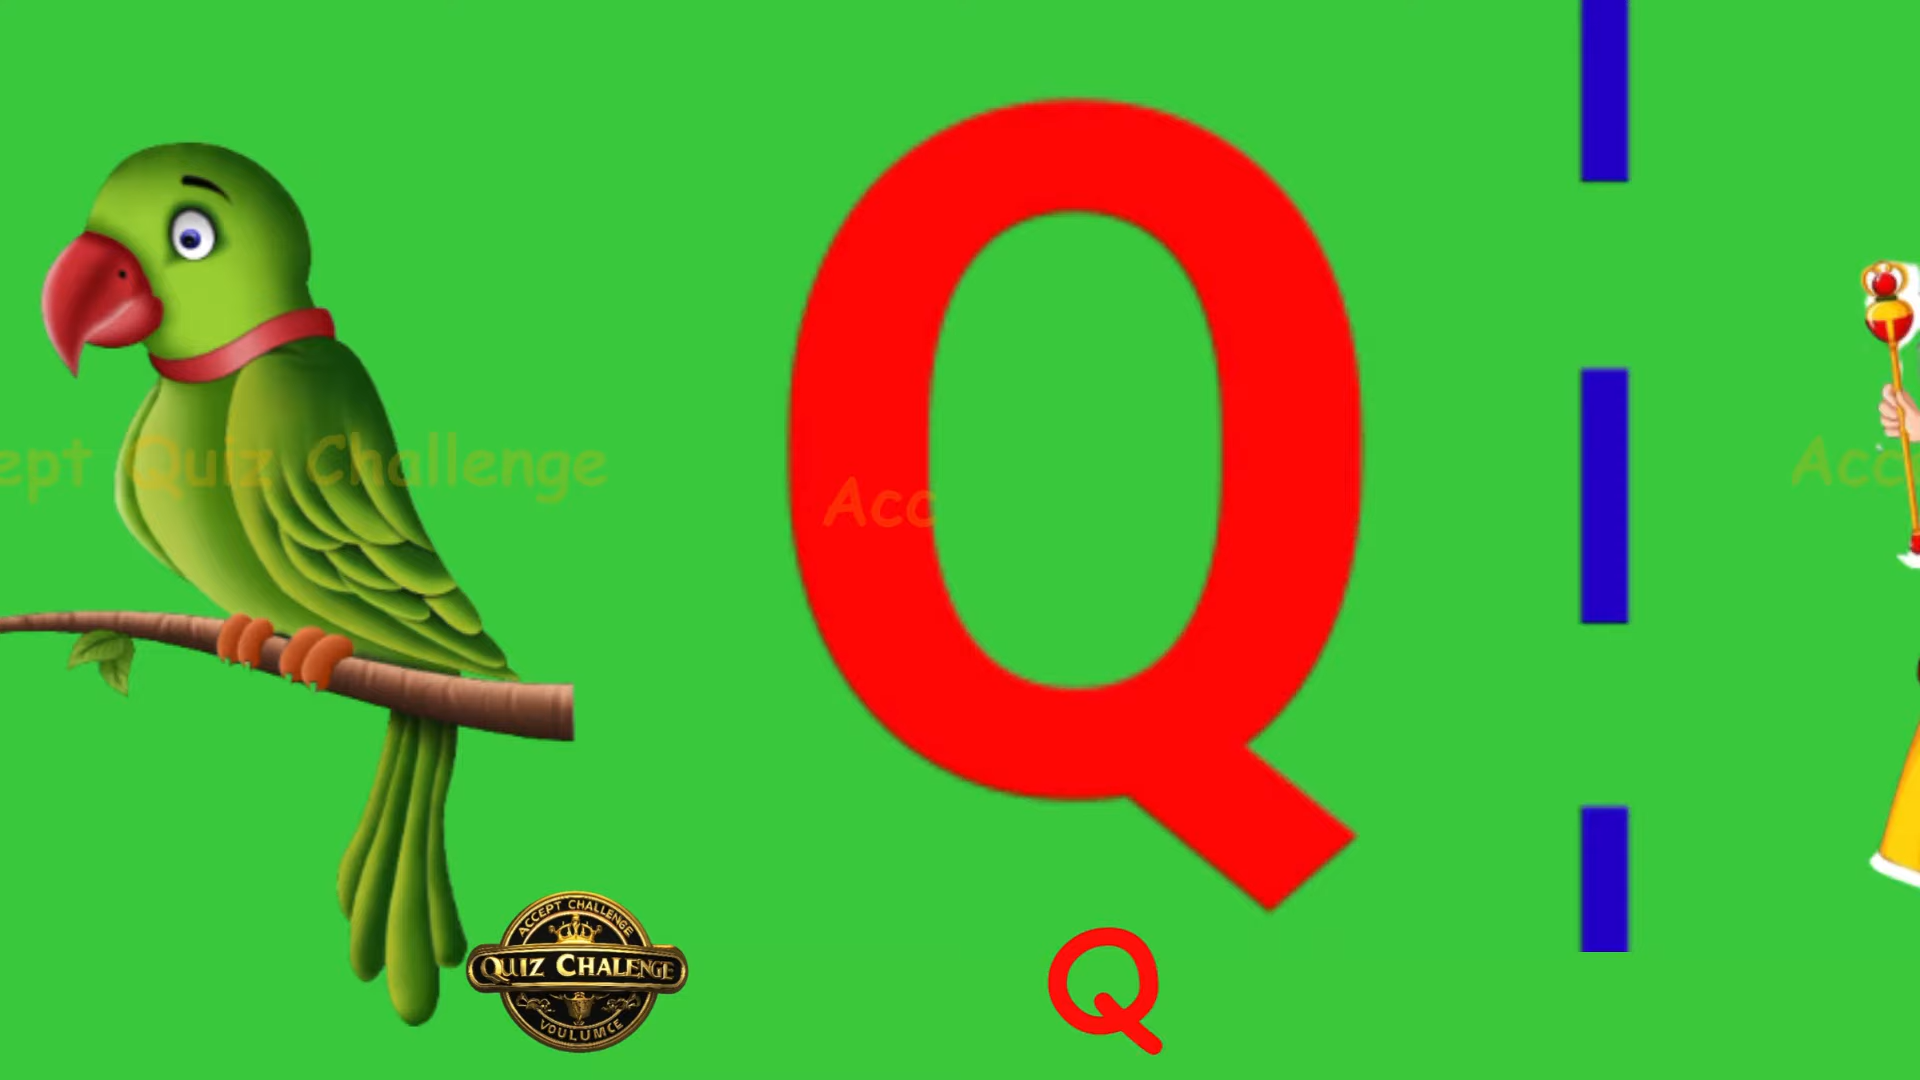 Q
ept Quiz Challenge
Acc
Acc
ACCEPT CHALLENGE
QUIZ CHALENGE
VOULUMCE
Q